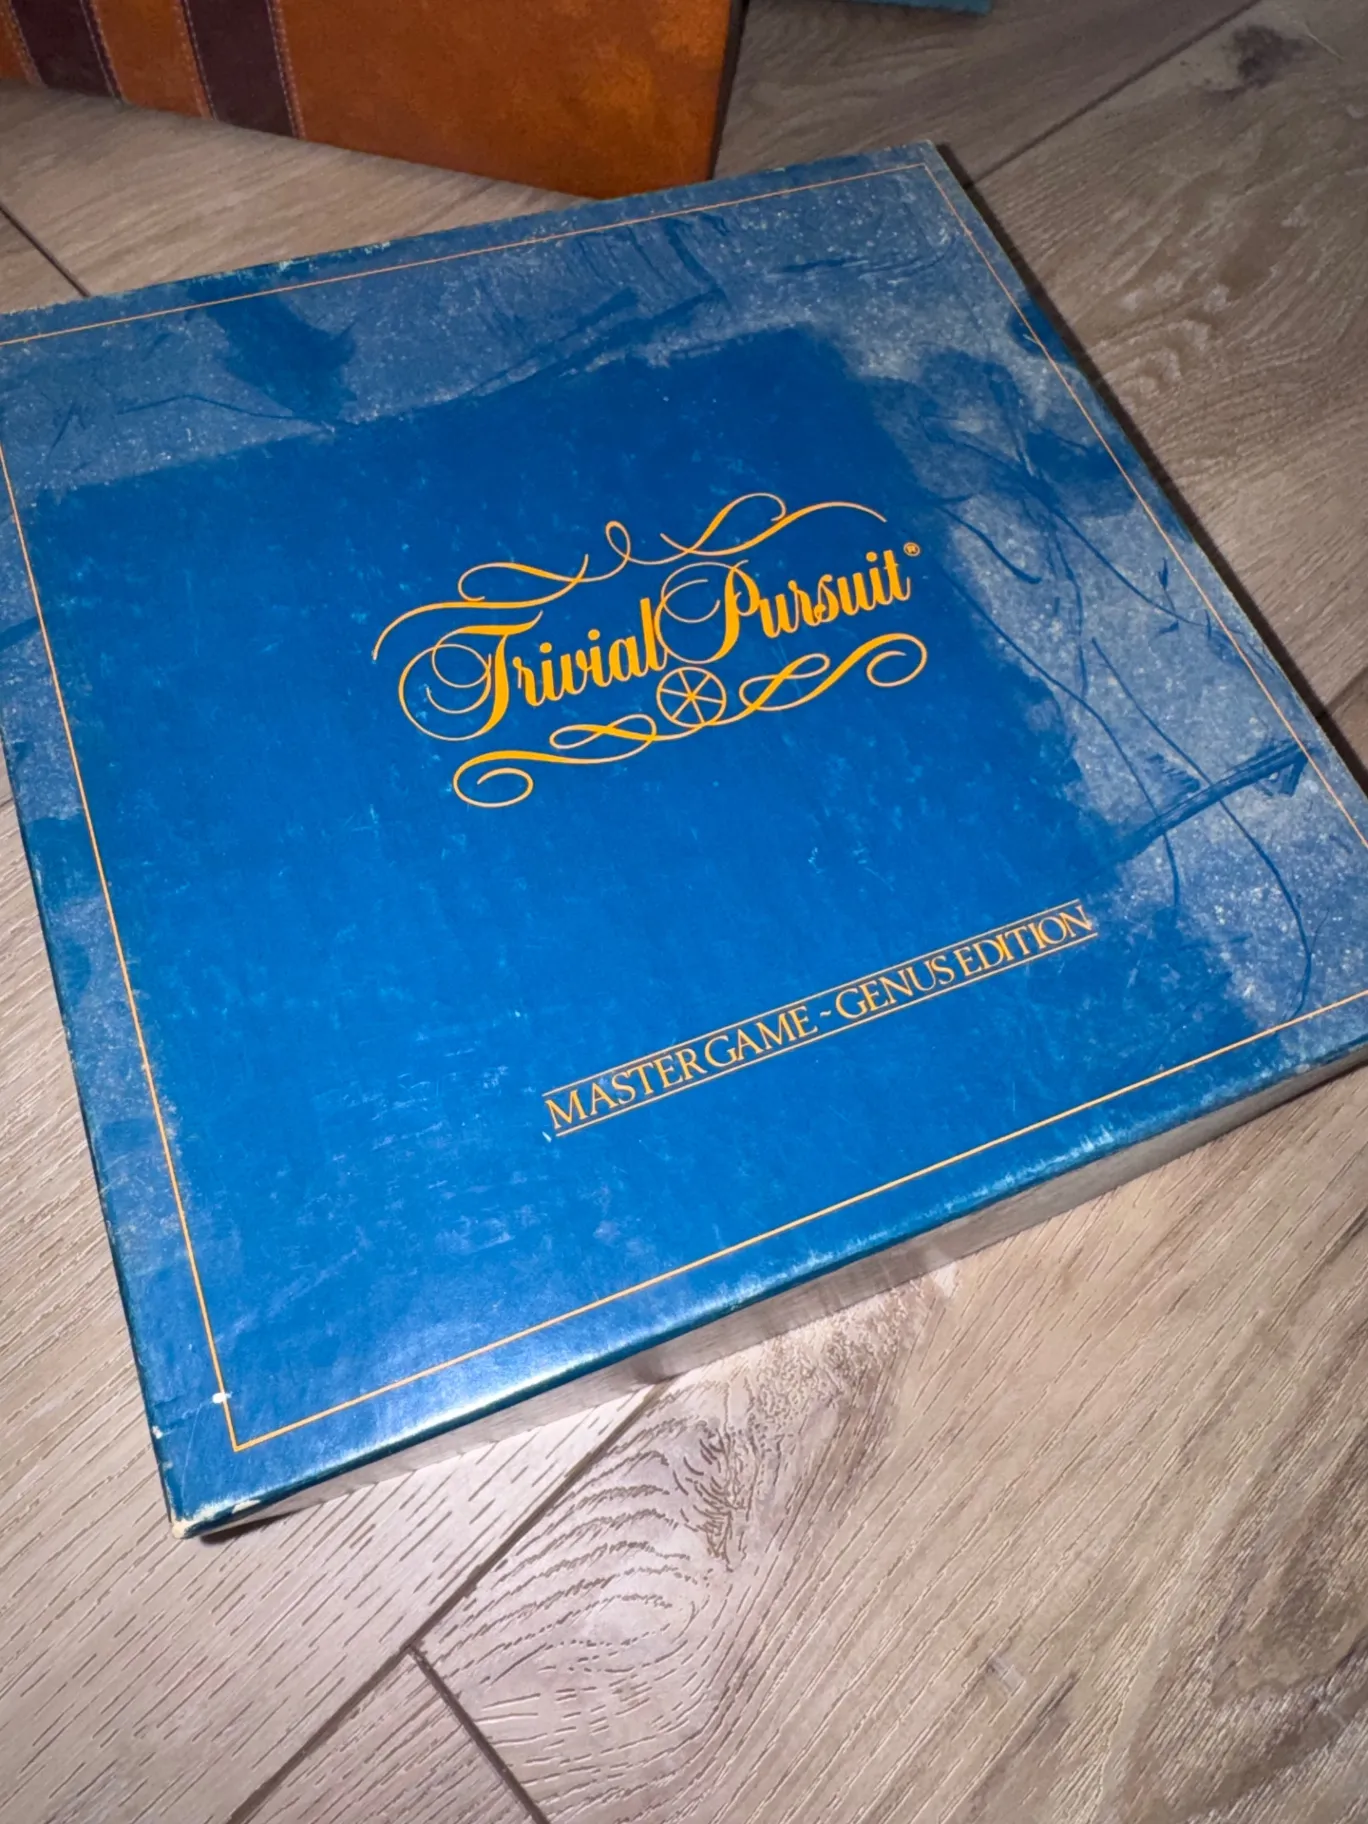 Trivial Pursuit®
MASTER GAME ~ GENUS EDITION